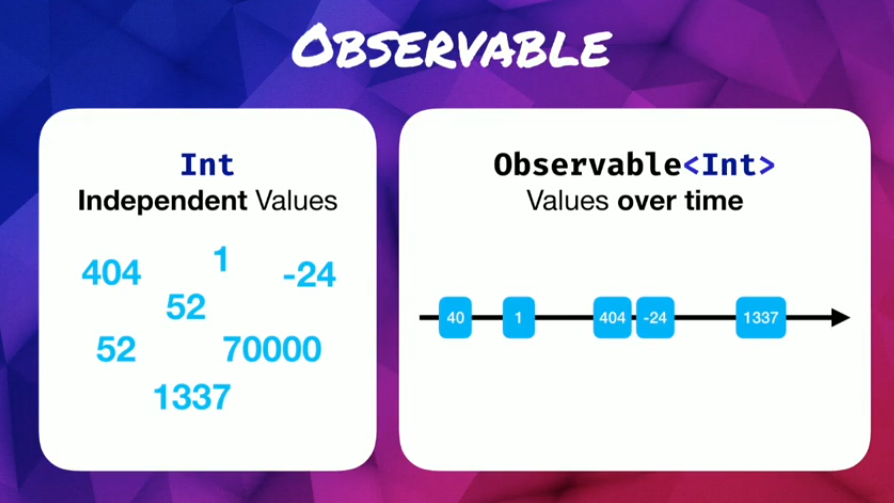 OBSERVABLE
Int
Independent Values
404
1
-24
52
52
70000
1337
Observable<Int>
Values over time
40
1
404
-24
1337